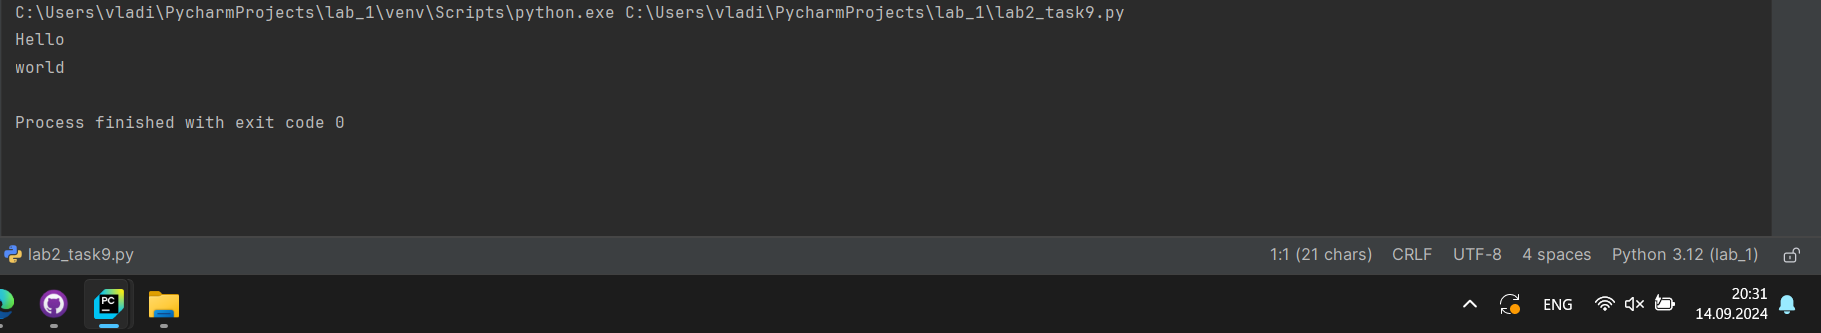 C:\Users\vladi\PycharmProjects\lab_1\venv\Scripts\python.exe C:\Users\vladi\PycharmProjects\lab_1\lab2_task9.py
Hello
world
Process finished with exit code 0
lab2_task9.py 1:1 (21 chars) CRLF UTF-8 4 spaces Python 3.12 (lab_1)
PC ENG 20:31
14.09.2024